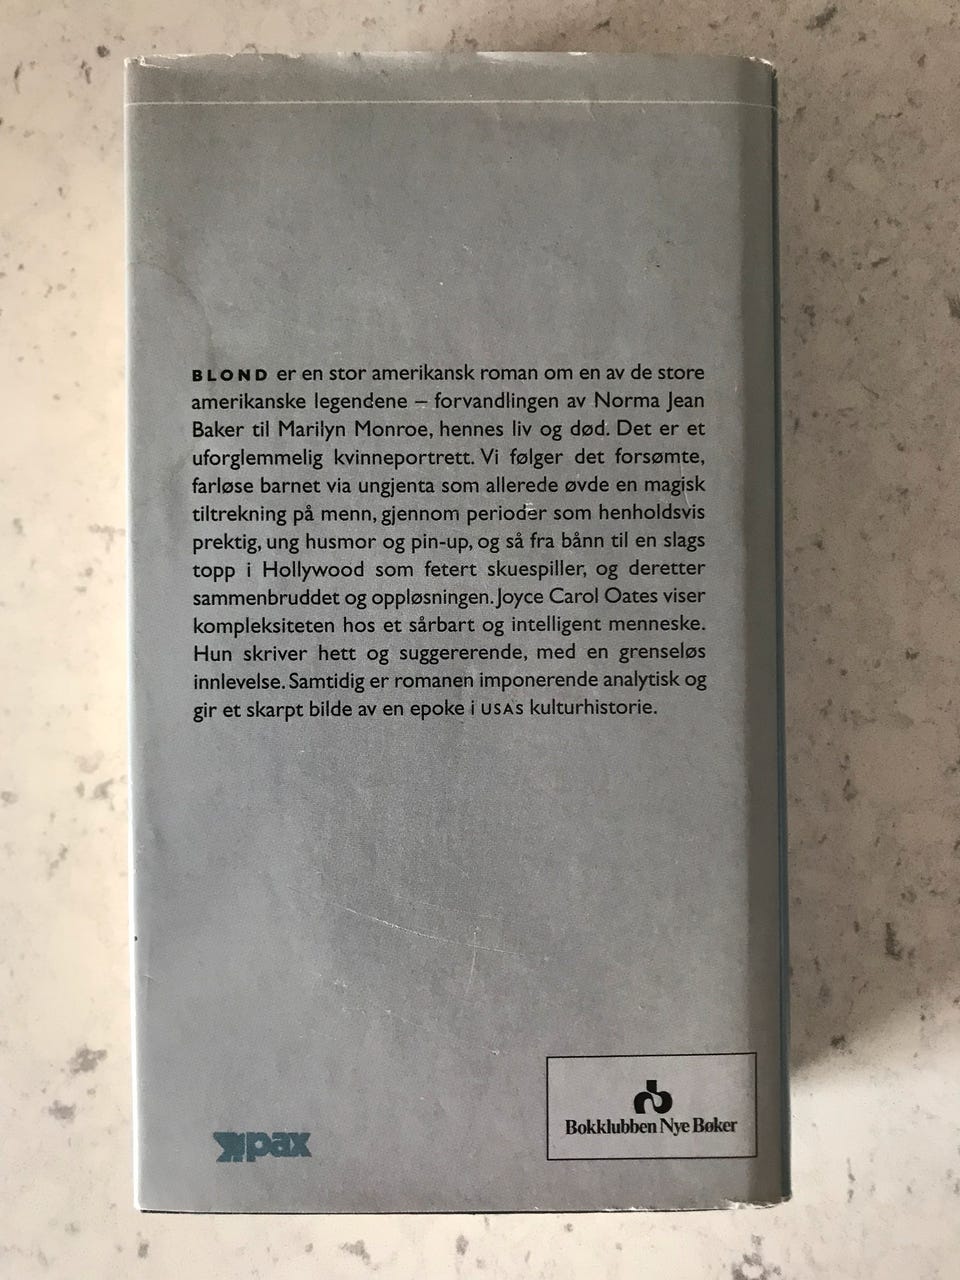 BLOND er en stor amerikansk roman om en av de store
amerikanske legendene – forvandlingen av Norma Jean
Baker til Marilyn Monroe, hennes liv og død. Det er et
uforglemmelig kvinneportrett. Vi følger det forsømte,
farløse barnet via ungjenta som allerede øvde en magisk
tiltrekning på menn, gjennom perioder som henholdsvis
prektig, ung husmor og pin-up, og så fra bånn til en slags
topp i Hollywood som fetert skuespiller, og deretter
sammenbruddet og oppløsningen. Joyce Carol Oates viser
kompleksiteten hos et sårbart og intelligent menneske.
Hun skriver hett og suggererende, med en grenseløs
innlevelse. Samtidig er romanen imponerende analytisk og
gir et skarpt bilde av en epoke i USAs kulturhistorie.
pax
Bokklubben Nye Bøker